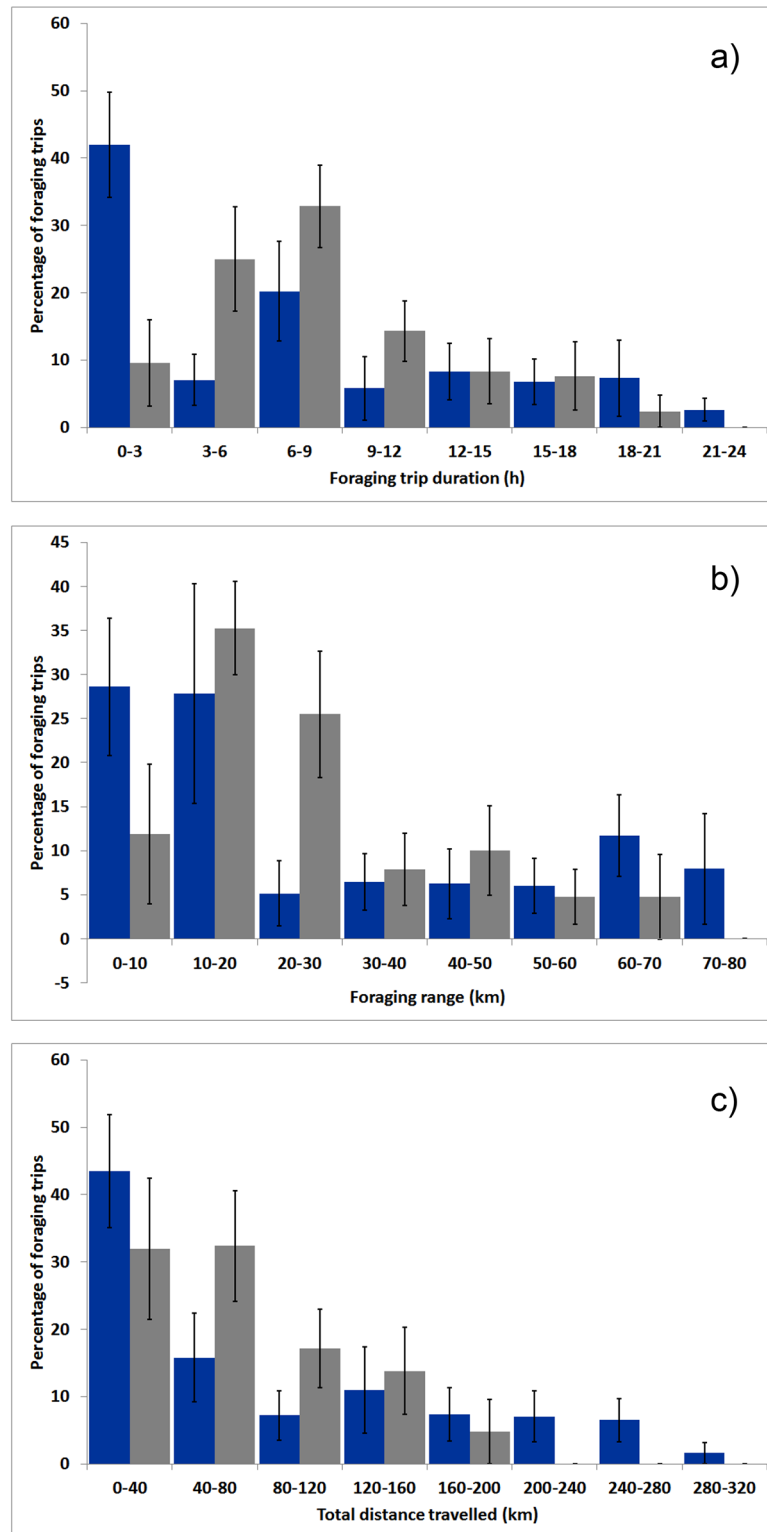 a)
Percentage of foraging trips
60
50
40
30
20
10
0
0-3 3-6 6-9 9-12 12-15 15-18 18-21 21-24
Foraging trip duration (h)
b)
Percentage of foraging trips
45
40
35
30
25
20
15
10
5
0
-5
0-10 10-20 20-30 30-40 40-50 50-60 60-70 70-80
Foraging range (km)
c)
Percentage of foraging trips
60
50
40
30
20
10
0
0-40 40-80 80-120 120-160 160-200 200-240 240-280 280-320
Total distance travelled (km)